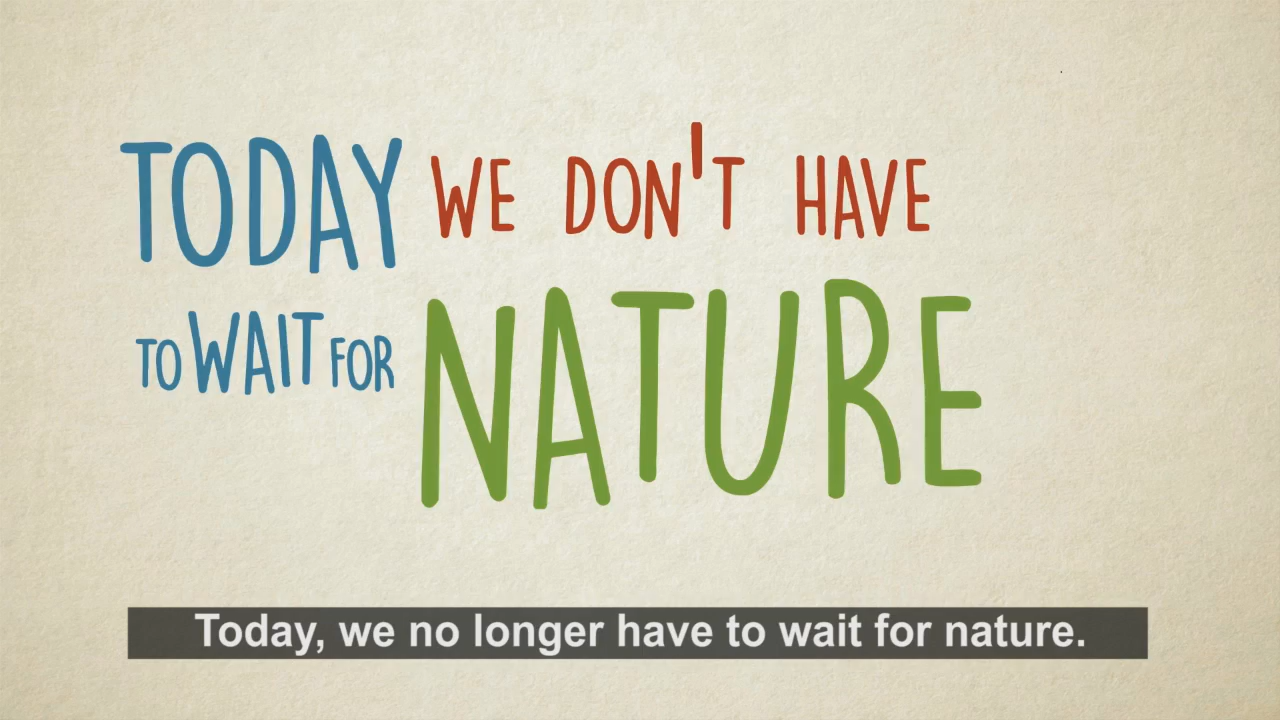 TODAY WE DON'T HAVE
TO WAIT FOR NATURE
Today, we no longer have to wait for nature.